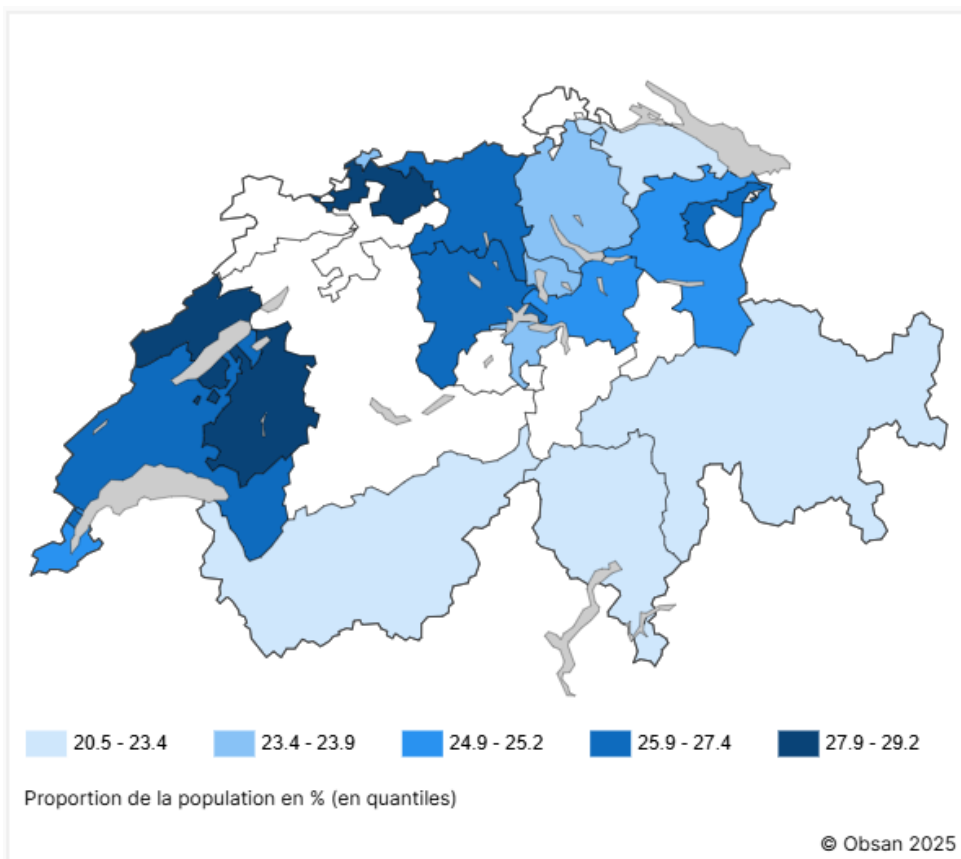 20.5 - 23.4 23.4 - 23.9 24.9 - 25.2 25.9 - 27.4 27.9 - 29.2
Proportion de la population en % (en quantiles)
© Obsan 2025